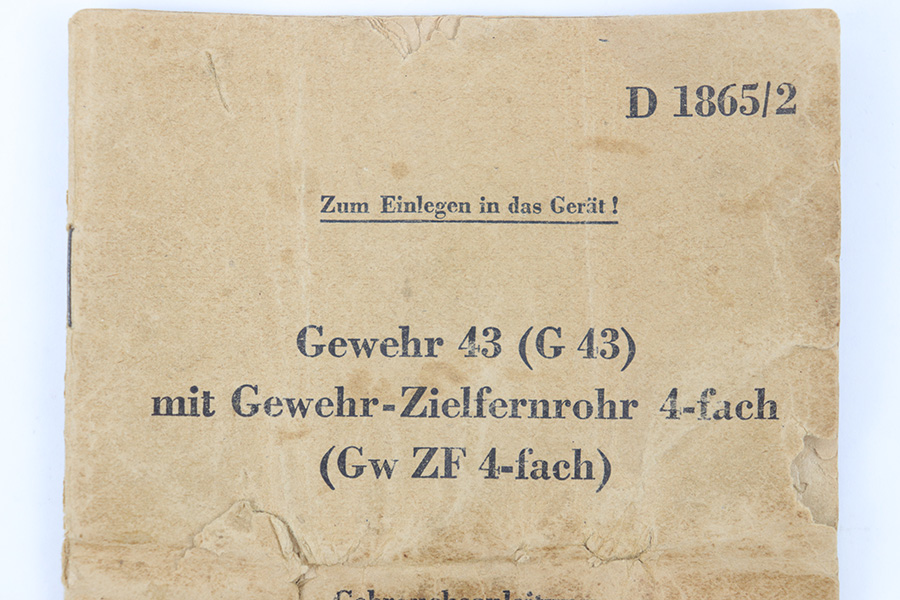 D 1865/2
Zum Einlegen in das Gerät!
Gewehr 43 (G 43)
mit Gewehr-Zielfernrohr 4-fach
(Gw ZF 4-fach)